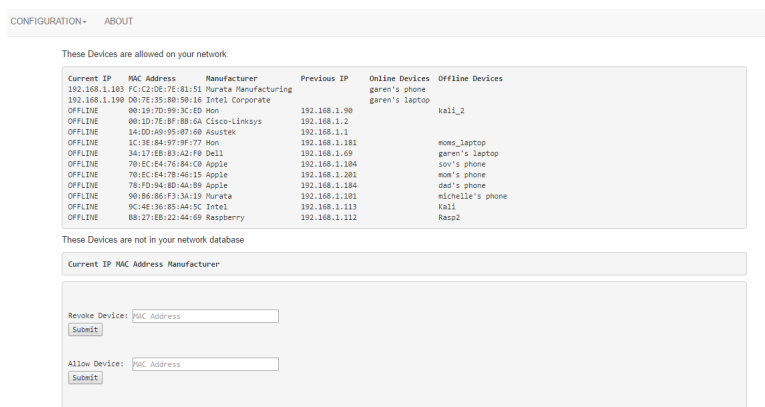 CONFIGURATION ABOUT
These Devices are allowed on your network:
Current IP MAC Address Manufacturer Previous IP Online Devices Offline Devices
192.168.1.103 FC:C2:DE:7E:81:51 Murata Manufacturing garen's phone
192.168.1.190 D0:7E:35:80:50:16 Intel Corporate garen's laptop
OFFLINE 00:19:7D:99:3C:ED Hon 192.168.1.90 kali_2
OFFLINE 00:1D:7E:BF:BB:6A Cisco-Linksys 192.168.1.2
OFFLINE 14:DD:A9:95:07:60 Asustek 192.168.1.1
OFFLINE 1C:3E:84:97:9F:77 Hon 192.168.1.181 moms_laptop
OFFLINE 34:17:EB:83:A2:F0 Dell 192.168.1.69 garen's laptop
OFFLINE 70:EC:E4:76:84:C0 Apple 192.168.1.104 sov's phone
OFFLINE 70:EC:E4:7B:46:15 Apple 192.168.1.201 mom's phone
OFFLINE 78:FD:94:8D:4A:B9 Apple 192.168.1.184 dad's phone
OFFLINE 90:B6:86:F3:3A:19 Murata 192.168.1.101 michelle's phone
OFFLINE 9C:4E:36:85:A4:5C Intel 192.168.1.113 Kali
OFFLINE B8:27:EB:22:44:69 Raspberry 192.168.1.112 Rasp2
These Devices are not in your network database
Current IP MAC Address Manufacturer
Revoke Device: MAC Address
Submit
Allow Device: MAC Address
Submit